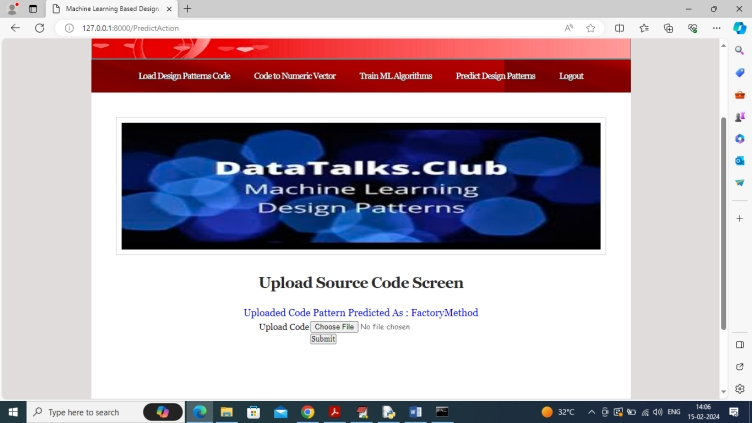 Machine Learning Based Design
127.0.0.1:8000/PredictAction
Load Design Patterns Code Code to Numeric Vector Train ML Algorithms Predict Design Patterns Logout
DataTalks.Club
Machine Learning
Design Patterns
Upload Source Code Screen
Uploaded Code Pattern Predicted As : FactoryMethod
Upload Code Choose File No file chosen
Submit
Type here to search
32°C
ENG
14:06
15-02-2024